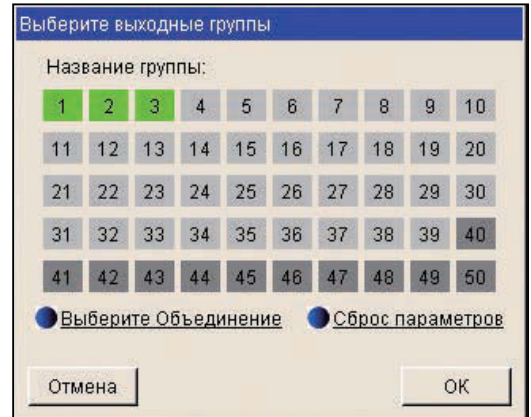 Выберите выходные группы
Название группы:
1 2 3 4 5 6 7 8 9 10
11 12 13 14 15 16 17 18 19 20
21 22 23 24 25 26 27 28 29 30
31 32 33 34 35 36 37 38 39 40
41 42 43 44 45 46 47 48 49 50
Выберите Объединение Сброс параметров
Отмена OK